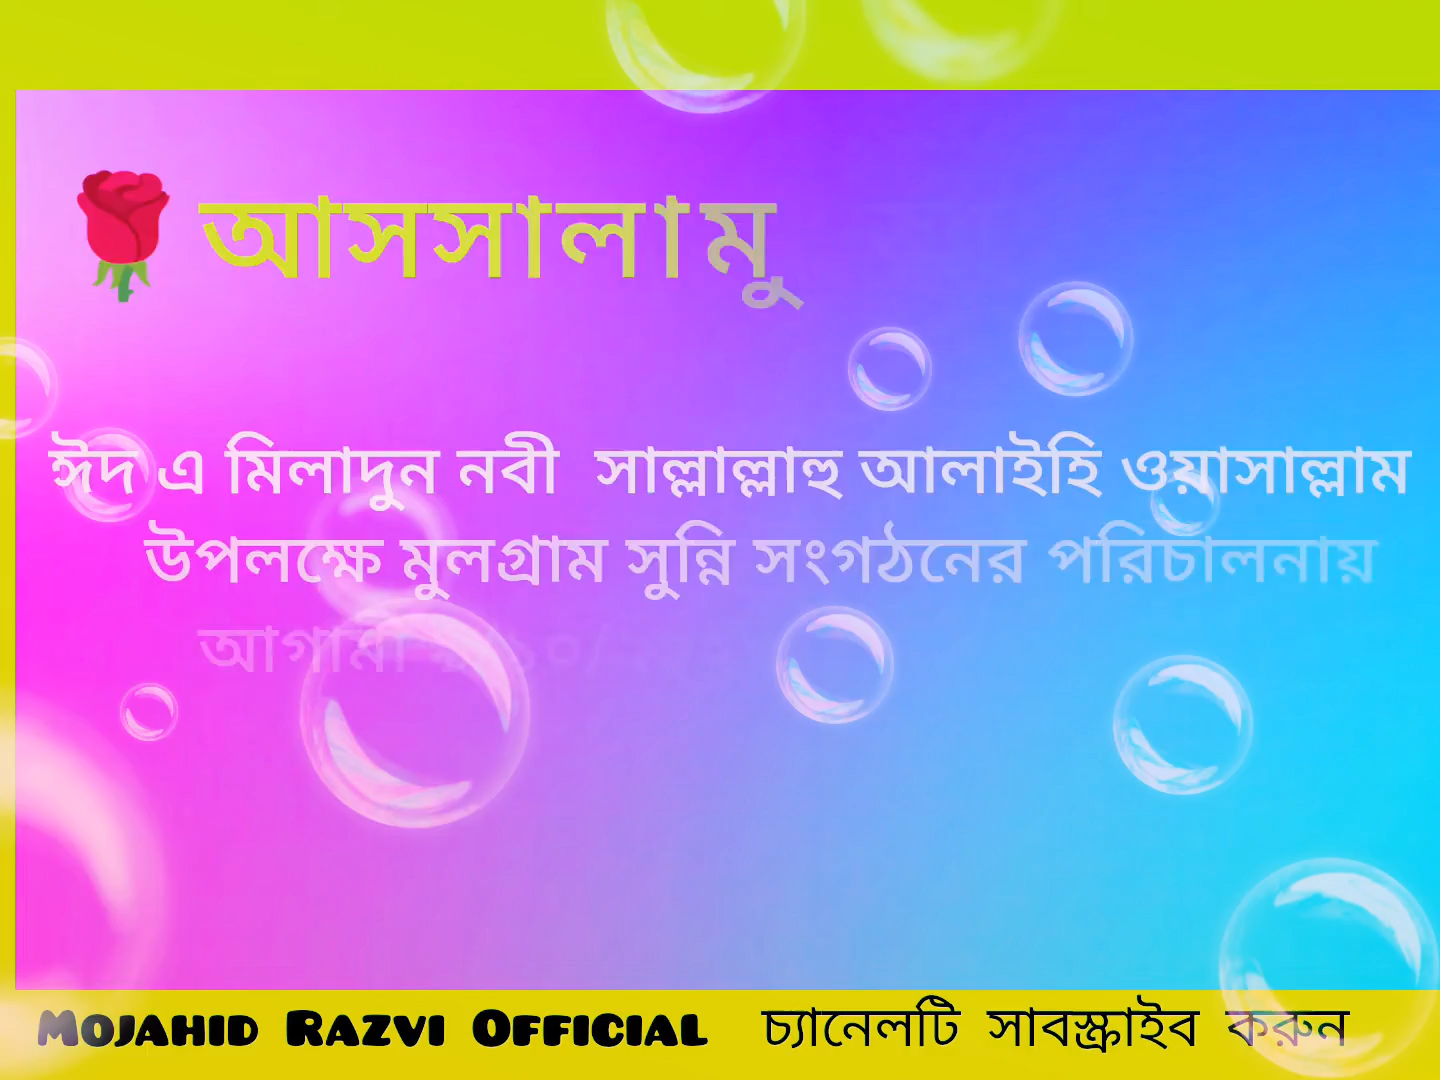 🌹 আসসালামু
ঈদ এ মিলাদুন নবী সাল্লাল্লাহু আলাইহি ওয়াসাল্লাম
উপলক্ষে মুলগ্রাম সুন্নি সংগঠনের পরিচালনায়
আগামী
MOJAHID RAZVI OFFICIAL চ্যানেলটি সাবস্ক্রাইব করুন